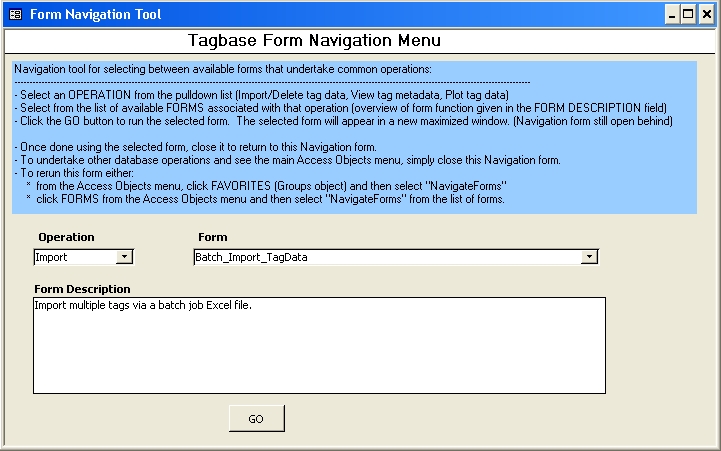 Form Navigation Tool
Tagbase Form Navigation Menu
Navigation tool for selecting between available forms that undertake common operations:
--------------------------------------------------------------------------------
- Select an OPERATION from the pulldown list (Import/Delete tag data, View tag metadata, Plot tag data)
- Select from the list of available FORMS associated with that operation (overview of form function given in the FORM DESCRIPTION field)
- Click the GO button to run the selected form.  The selected form will appear in a new maximized window. (Navigation form still open behind)
- Once done using the selected form, close it to return to this Navigation form.
- To undertake other database operations and see the main Access Objects menu, simply close this Navigation form.
- To rerun this form either:
* from the Access Objects menu, click FAVORITES (Groups object) and then select "NavigateForms"
* click FORMS from the Access Objects menu and then select "NavigateForms" from the list of forms.
Operation Form
Import Batch_Import_TagData
Form Description
Import multiple tags via a batch job Excel file.
GO